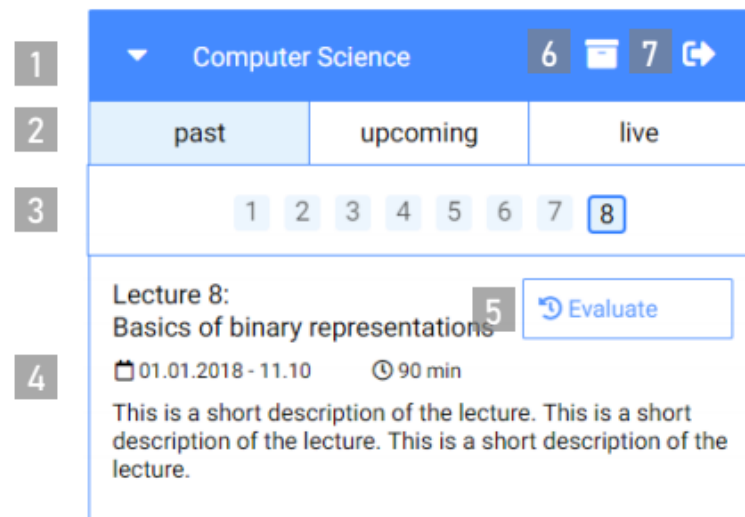 1 Computer Science 6 7
2 past upcoming live
3 1 2 3 4 5 6 7 8
Lecture 8:
Basics of binary representations 5 Evaluate
4 01.01.2018 - 11.10 90 min
This is a short description of the lecture. This is a short
description of the lecture. This is a short description of the
lecture.